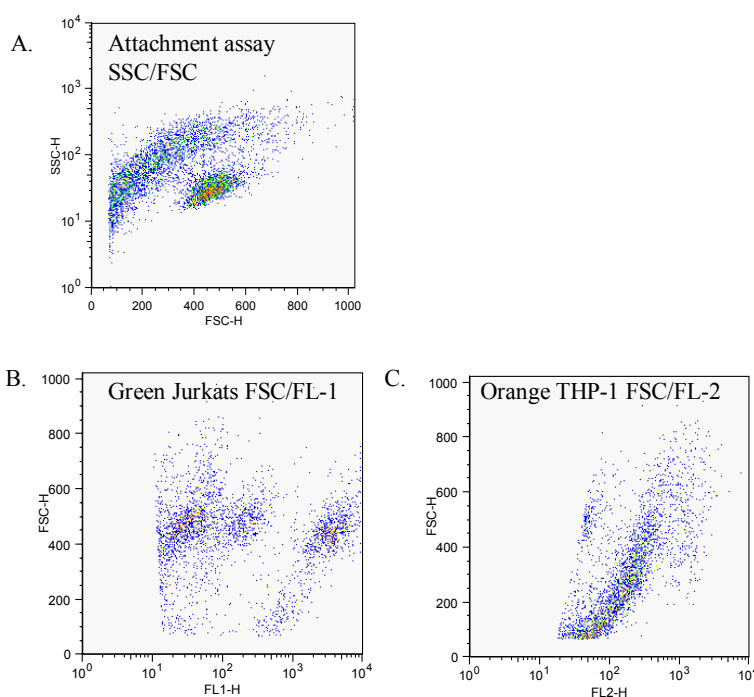 A.
Attachment assay
SSC/FSC
10^4
10^3
10^2
10^1
10^0
SSC-H
0 200 400 600 800 1000
FSC-H
B.
Green Jurkats FSC/FL-1
1000
800
600
400
200
0
FSC-H
10^0 10^1 10^2 10^3 10^4
FL1-H
C.
Orange THP-1 FSC/FL-2
1000
800
600
400
200
0
FSC-H
10^0 10^1 10^2 10^3 10
FL2-H